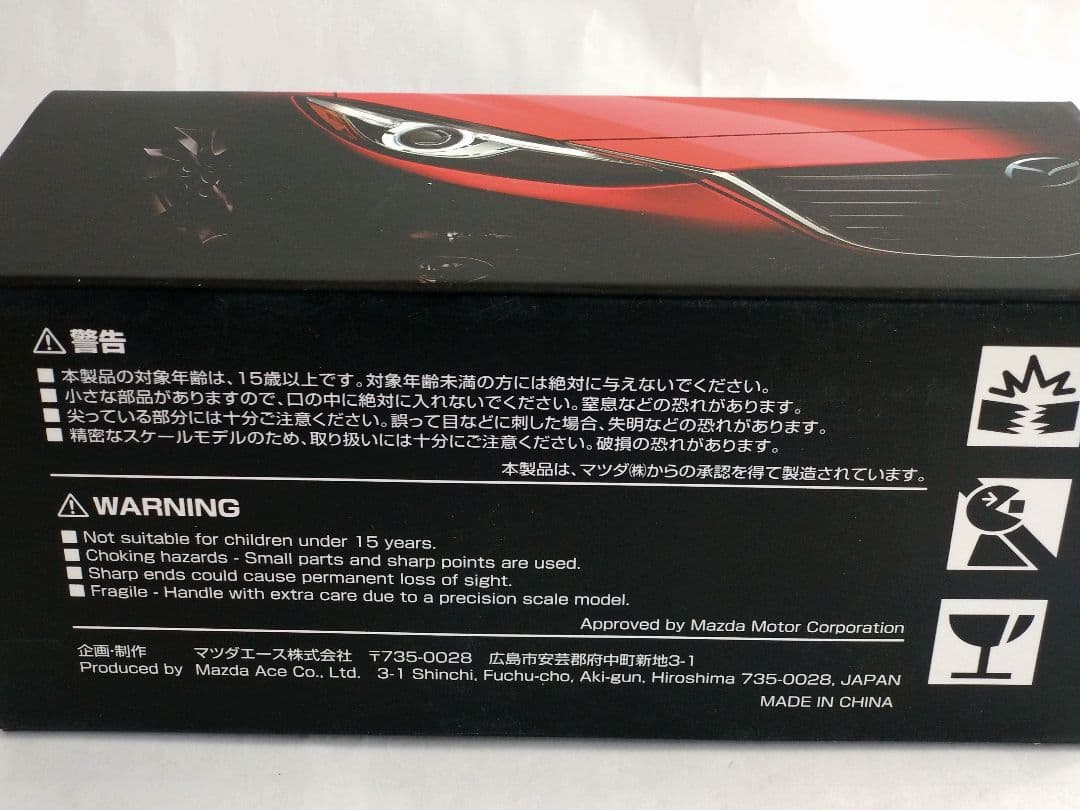 ⚠警告
■ 本製品の対象年齢は、15歳以上です。対象年齢未満の方には絶対に与えないでください。
■ 小さな部品がありますので、口の中に絶対に入れないでください。窒息などの恐れがあります。
■ 尖っている部分には十分ご注意ください。誤って目などに刺した場合、失明などの恐れがあります。
■ 精密なスケールモデルのため、取り扱いには十分にご注意ください。破損の恐れがあります。
本製品は、マツダ㈱からの承認を得て製造されています。
⚠WARNING
■ Not suitable for children under 15 years.
■ Choking hazards - Small parts and sharp points are used.
■ Sharp ends could cause permanent loss of sight.
■ Fragile - Handle with extra care due to a precision scale model.
Approved by Mazda Motor Corporation
企画・制作 マツダエース株式会社 〒735-0028 広島市安芸郡府中町新地3-1
Produced by Mazda Ace Co., Ltd. 3-1 Shinchi, Fuchu-cho, Aki-gun, Hiroshima 735-0028, JAPAN
MADE IN CHINA